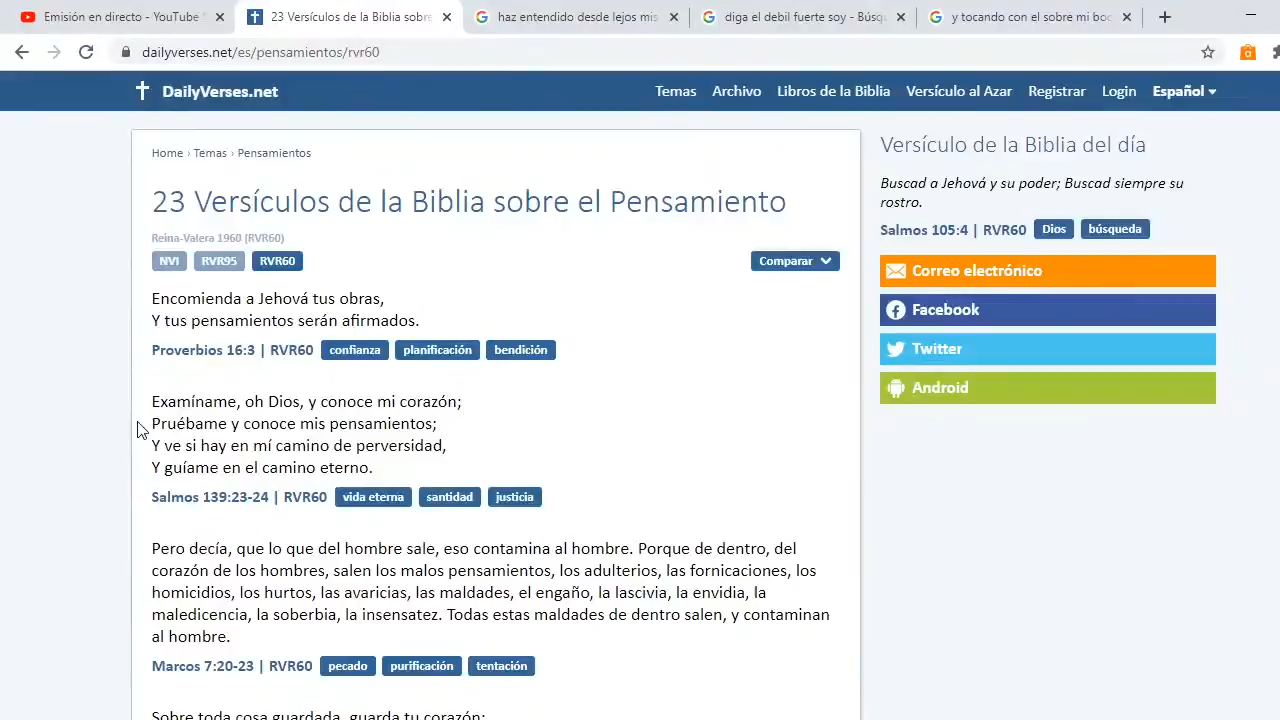 Emisión en directo - YouTube
23 Versículos de la Biblia sobre
haz entendido desde lejos mis
diga el debil fuerte soy - Búsqu
y tocando con el sobre mi boc
dailyverses.net/es/pensamientos/rvr60
DailyVerses.net
Temas Archivo Libros de la Biblia Versículo al Azar Registrar Login Español
Home › Temas › Pensamientos
23 Versículos de la Biblia sobre el Pensamiento
Reina-Valera 1960 (RVR60)
NVI RVR95 RVR60 Comparar
Encomienda a Jehová tus obras,
Y tus pensamientos serán afirmados.
Proverbios 16:3 | RVR60 confianza planificación bendición
Examíname, oh Dios, y conoce mi corazón;
Pruébame y conoce mis pensamientos;
Y ve si hay en mí camino de perversidad,
Y guíame en el camino eterno.
Salmos 139:23-24 | RVR60 vida eterna santidad justicia
Pero decía, que lo que del hombre sale, eso contamina al hombre. Porque de dentro, del
corazón de los hombres, salen los malos pensamientos, los adulterios, las fornicaciones, los
homicidios, los hurtos, las avaricias, las maldades, el engaño, la lascivia, la envidia, la
maledicencia, la soberbia, la insensatez. Todas estas maldades de dentro salen, y contaminan
al hombre.
Marcos 7:20-23 | RVR60 pecado purificación tentación
Sobre toda cosa guardada, guarda tu corazón;
Versículo de la Biblia del día
Buscad a Jehová y su poder; Buscad siempre su
rostro.
Salmos 105:4 | RVR60 Dios búsqueda
Correo electrónico
Facebook
Twitter
Android